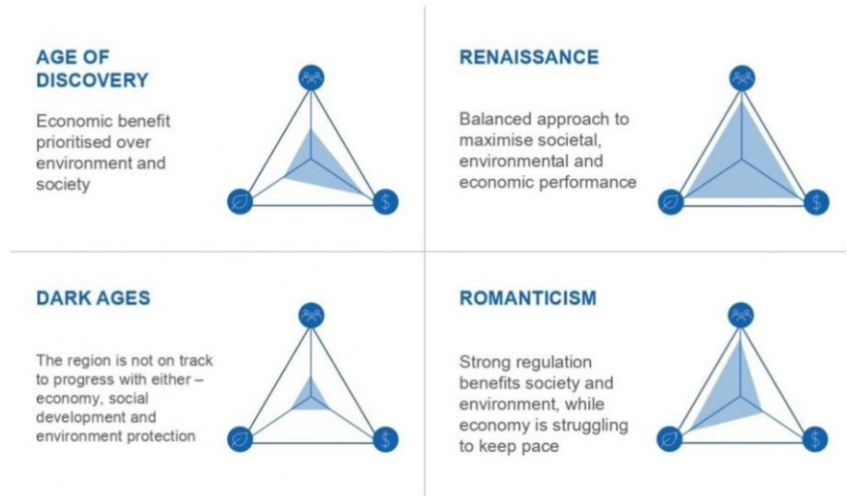 AGE OF
DISCOVERY
Economic benefit
prioritised over
environment and
society
$
RENAISSANCE
Balanced approach to
maximise societal,
environmental and
economic performance
$
DARK AGES
The region is not on track
to progress with either –
economy, social
development and
environment protection
$
ROMANTICISM
Strong regulation
benefits society and
environment, while
economy is struggling
to keep pace
$